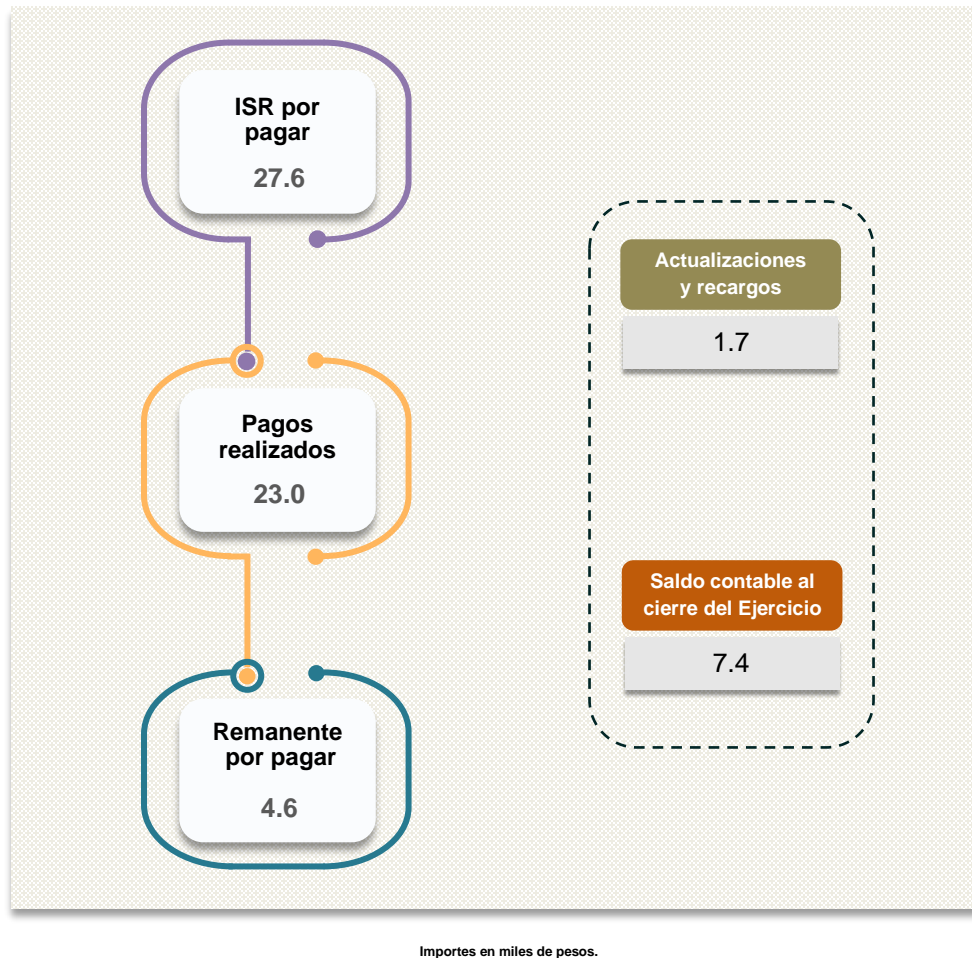 ISR por
pagar
27.6
Pagos
realizados
23.0
Remanente
por pagar
4.6
Actualizaciones
y recargos
1.7
Saldo contable al
cierre del Ejercicio
7.4
Importes en miles de pesos.